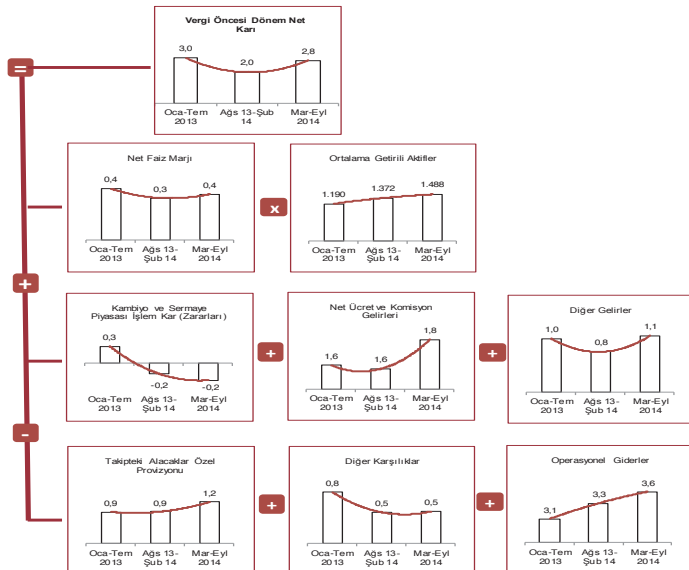 Vergi Öncesi Dönem Net
Karı
3,0
2,0
2,8
Oca-Tem
2013
Ağs 13-Şub
14
Mar-Eyl
2014
=
Net Faiz Marjı
0,4
0,3
0,4
Oca-Tem
2013
Ağs 13-
Şub 14
Mar-Eyl
2014
x
Ortalama Getirili Aktifler
1.190
1.372
1.488
Oca-Tem
2013
Ağs 13-
Şub 14
Mar-Eyl
2014
+
Kambiyo ve Sermaye
Piyasası İşlem Kar (Zararları)
0,3
-0,2
-0,2
Oca-Tem
2013
Ağs 13-
Şub 14
Mar-Eyl
2014
+
Net Ücret ve Komisyon
Gelirleri
1,6
1,6
1,8
Oca-Tem
2013
Ağs 13-
Şub 14
Mar-Eyl
2014
+
Diğer Gelirler
1,0
0,8
1,1
Oca-Tem
2013
Ağs 13-
Şub 14
Mar-Eyl
2014
-
Takipteki Alacaklar Özel
Provizyonu
0,9
0,9
1,2
Oca-Tem
2013
Ağs 13-
Şub 14
Mar-Eyl
2014
+
Diğer Karşılıklar
0,8
0,5
0,5
Oca-Tem
2013
Ağs 13-
Şub 14
Mar-Eyl
2014
+
Operasyonel Giderler
3,1
3,3
3,6
Oca-Tem
2013
Ağs 13-
Şub 14
Mar-Eyl
2014